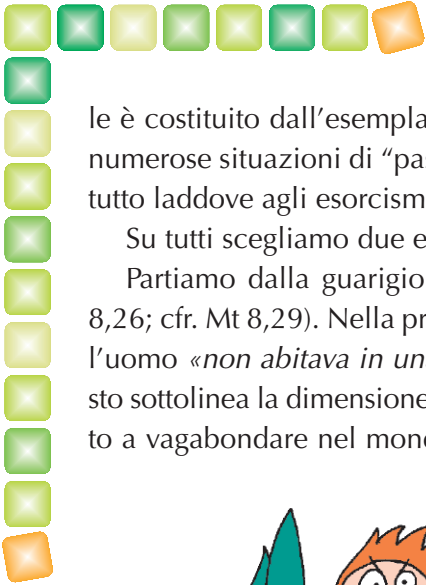 le è costituito dall’esempla
numerose situazioni di “pas
tutto laddove agli esorcism
Su tutti scegliamo due e
Partiamo dalla guarigio
8,26; cfr. Mt 8,29). Nella pr
l’uomo «non abitava in un
sto sottolinea la dimensione
to a vagabondare nel mond